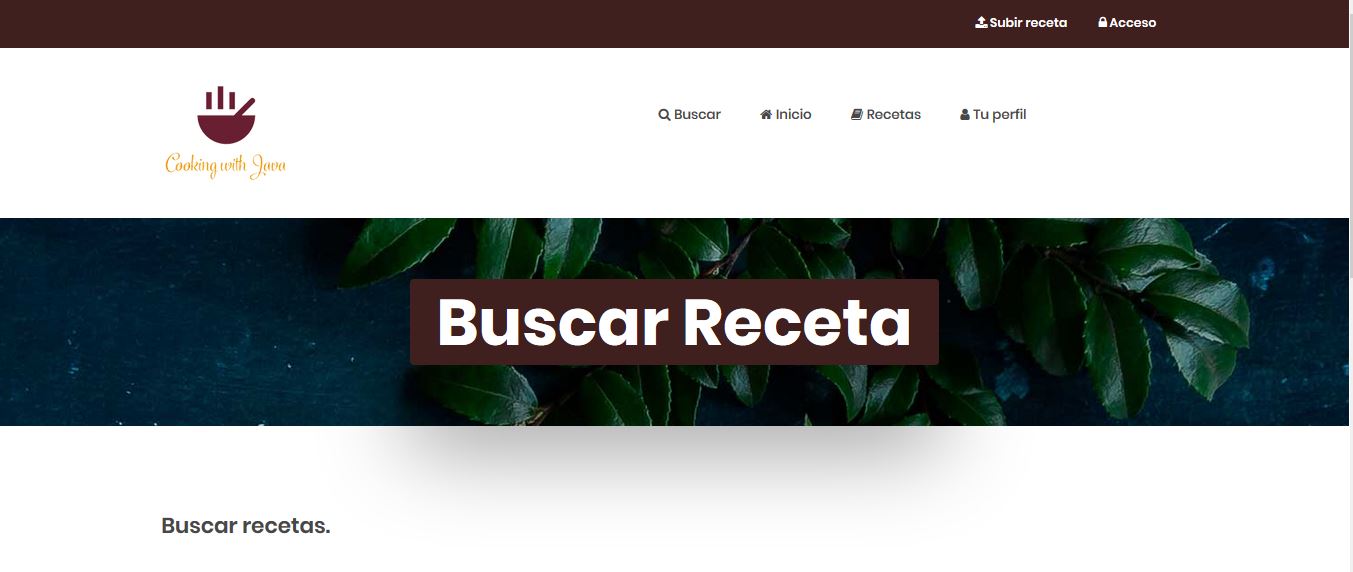 Subir receta Acceso
Cooking with Java
Buscar Inicio Recetas Tu perfil
Buscar Receta
Buscar recetas.